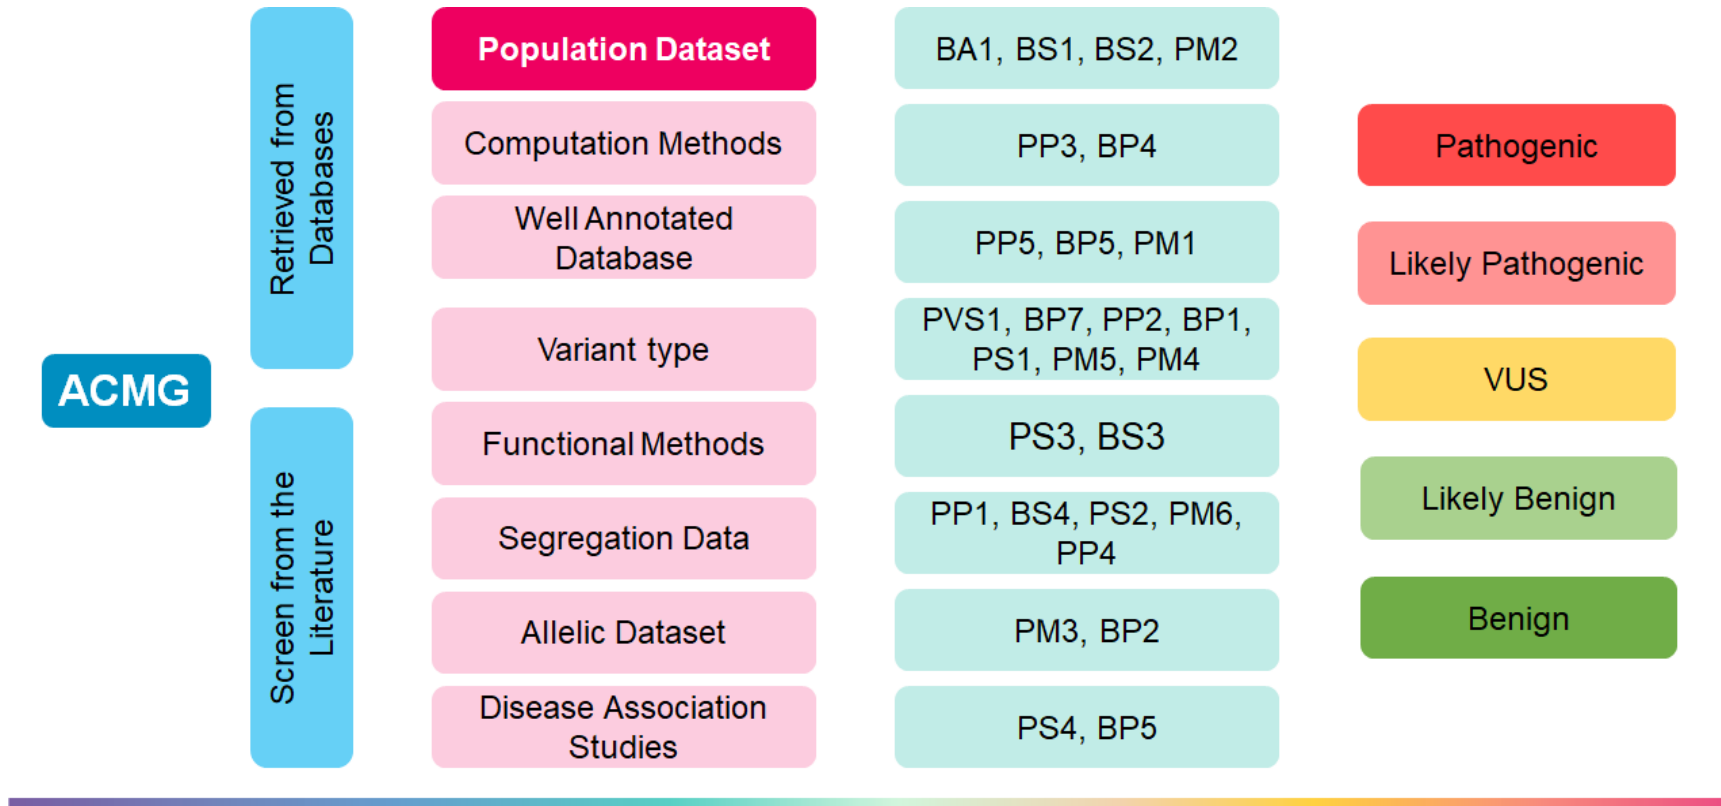 ACMG
Retrieved from
Databases
Screen from the
Literature
Population Dataset
BA1, BS1, BS2, PM2
Computation Methods
PP3, BP4
Well Annotated
Database
PP5, BP5, PM1
Variant type
PVS1, BP7, PP2, BP1,
PS1, PM5, PM4
Functional Methods
PS3, BS3
Segregation Data
PP1, BS4, PS2, PM6,
PP4
Allelic Dataset
PM3, BP2
Disease Association
Studies
PS4, BP5
Pathogenic
Likely Pathogenic
VUS
Likely Benign
Benign